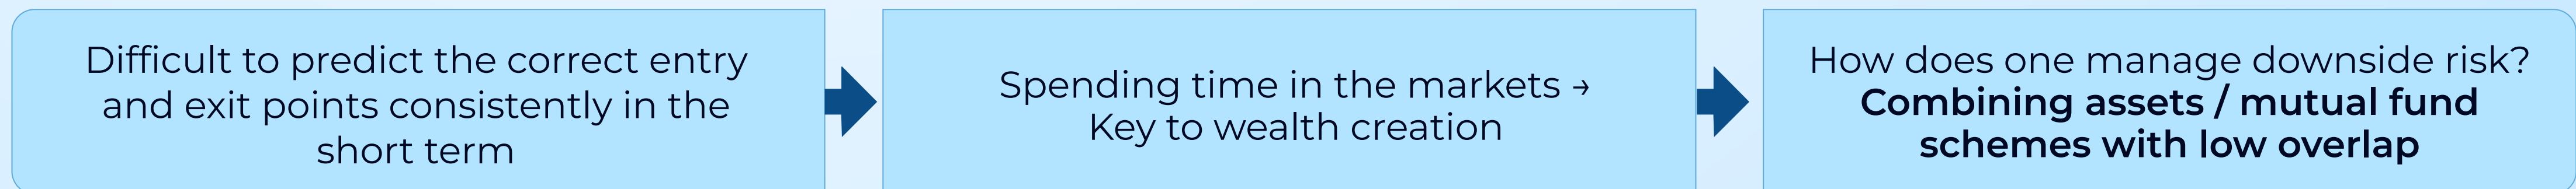 Difficult to predict the correct entry
and exit points consistently in the
short term
Spending time in the markets →
Key to wealth creation
How does one manage downside risk?
Combining assets / mutual fund
schemes with low overlap